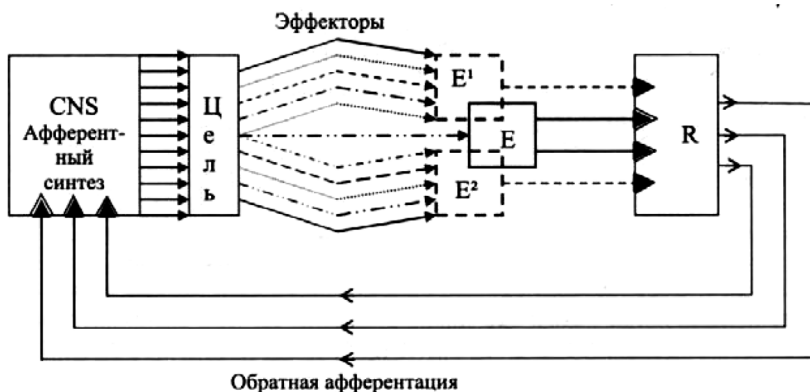 Эффекторы
CNS
Афферент-
ный
синтез
Ц
е
л
ь
E¹
E
E²
R
Обратная афферентация